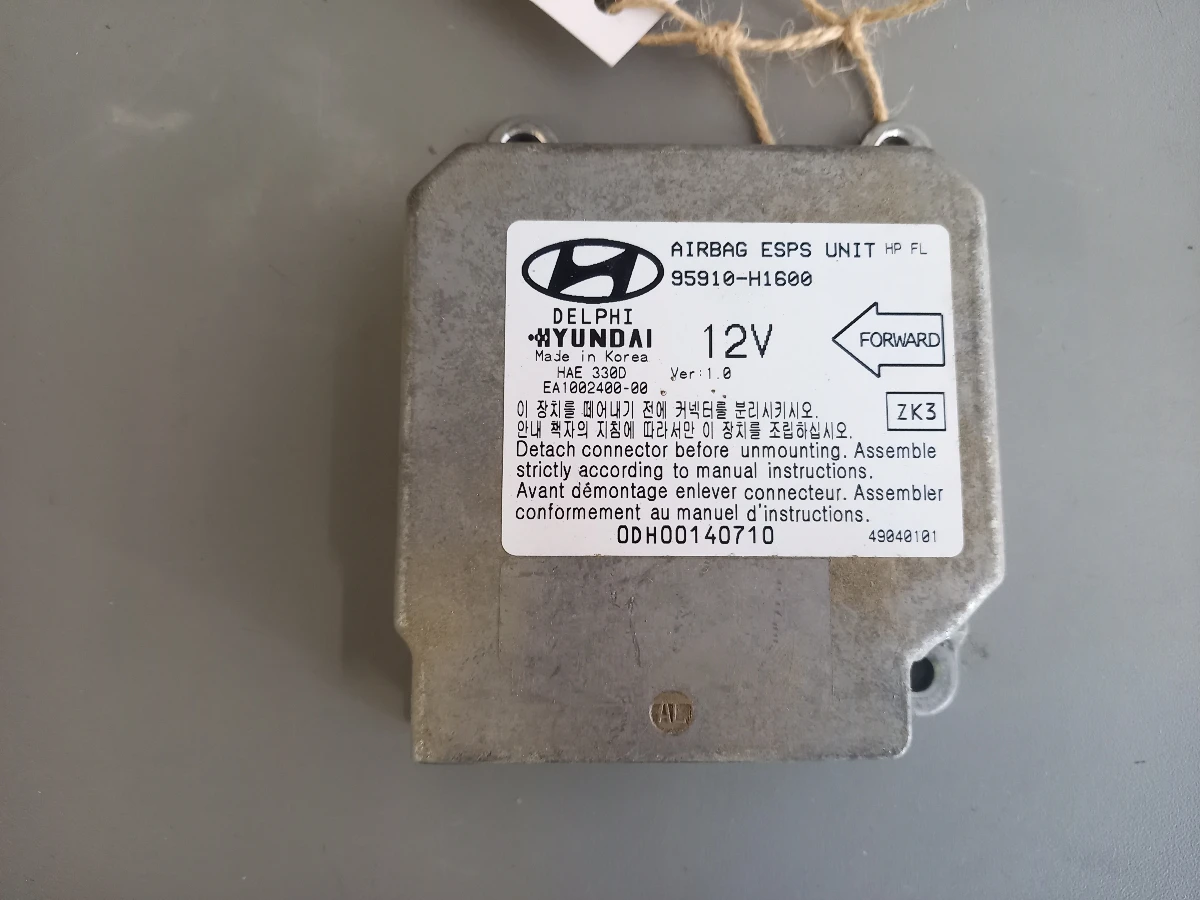 AIRBAG ESPS UNIT HP FL
95910-H1600
DELPHI
HYUNDAI
Made in Korea
HAE 330D
EA1002400-00
12V
Ver:1.0
FORWARD
ZK3
이 장치를 떼어내기 전에 커넥터를 분리시키시오.
안내 책자의 지침에 따라서만 이 장치를 조립하십시오.
Detach connector before unmounting. Assemble
strictly according to manual instructions.
Avant démontage enlever connecteur. Assembler
conformement au manuel d'instructions.
0DH00140710
49040101